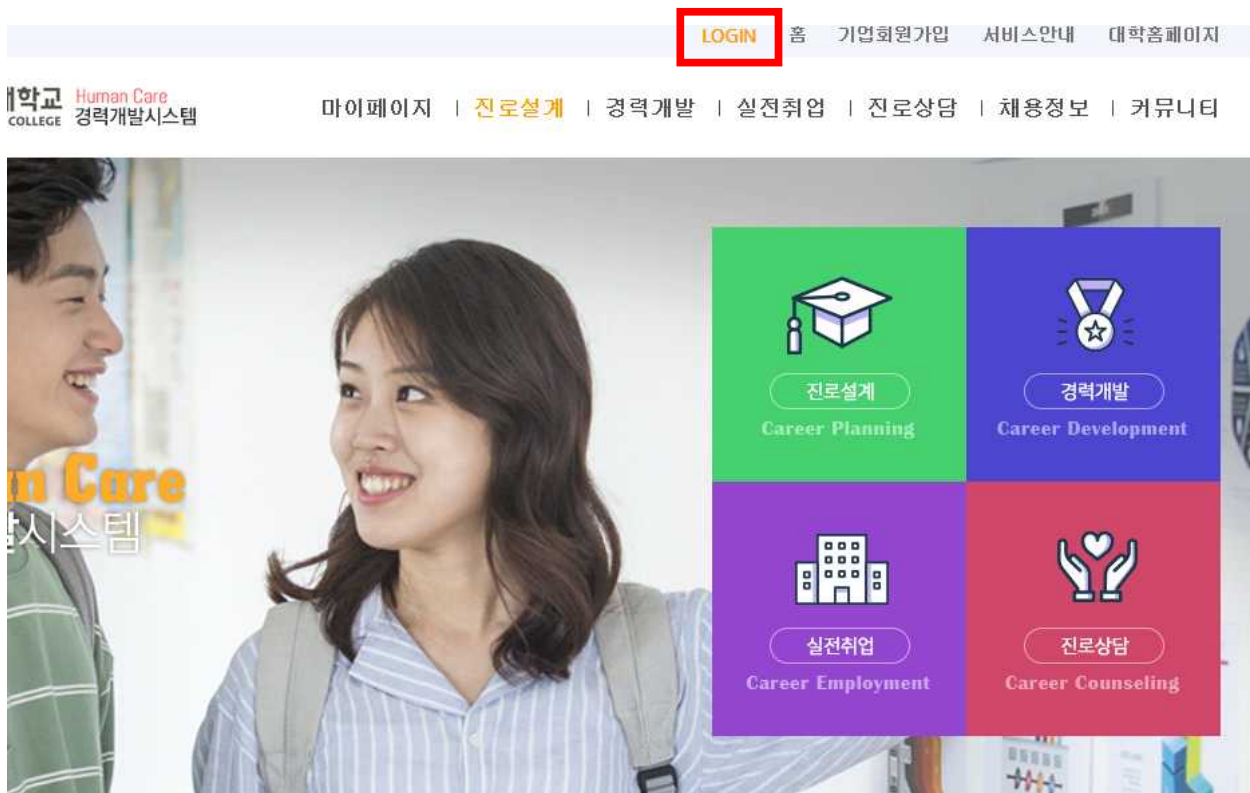 LOGIN 홈 기업회원가입 서비스안내 대학홈페이지
Human Care
COLLEGE 경력개발시스템
마이페이지 | 진로설계 | 경력개발 | 실전취업 | 진로상담 | 채용정보 | 커뮤니티
진로설계
Career Planning
경력개발
Career Development
Care
시스템
실전취업
Career Employment
진로상담
Career Counseling